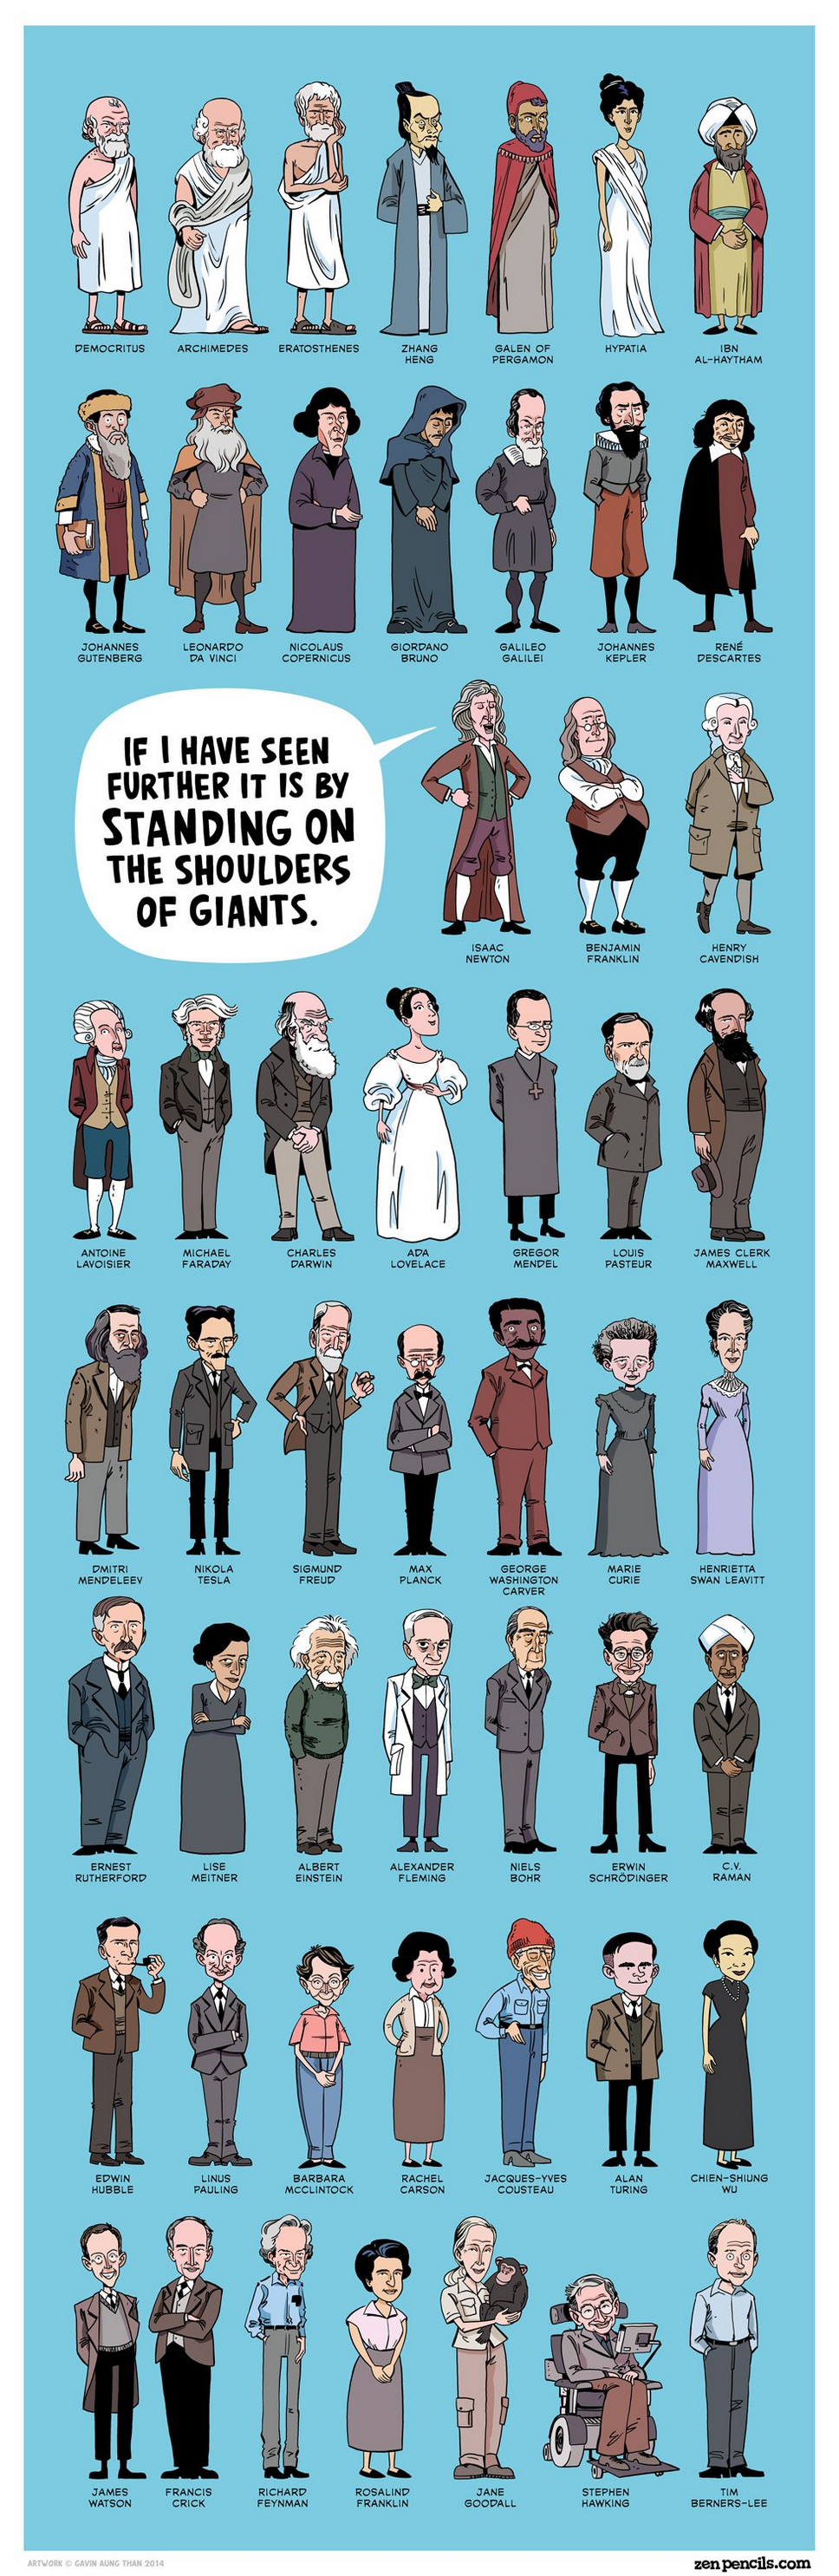 DEMOCRITUS
ARCHIMEDES
ERATOSTHENES
ZHANG
HENG
GALEN OF
PERGAMON
HYPATIA
IBN
AL-HAYTHAM
JOHANNES
GUTENBERG
LEONARDO
DA VINCI
NICOLAUS
COPERNICUS
GIORDANO
BRUNO
GALILEO
GALILEI
JOHANNES
KEPLER
RENÉ
DESCARTES
IF I HAVE SEEN
FURTHER IT IS BY
STANDING ON
THE SHOULDERS
OF GIANTS.
ISAAC
NEWTON
BENJAMIN
FRANKLIN
HENRY
CAVENDISH
ANTOINE
LAVOISIER
MICHAEL
FARADAY
CHARLES
DARWIN
ADA
LOVELACE
GREGOR
MENDEL
LOUIS
PASTEUR
JAMES CLERK
MAXWELL
DMITRI
MENDELEEV
NIKOLA
TESLA
SIGMUND
FREUD
MAX
PLANCK
GEORGE
WASHINGTON
CARVER
MARIE
CURIE
HENRIETTA
SWAN LEAVITT
ERNEST
RUTHERFORD
LISE
MEITNER
ALBERT
EINSTEIN
ALEXANDER
FLEMING
NIELS
BOHR
ERWIN
SCHRÖDINGER
C.V.
RAMAN
EDWIN
HUBBLE
LINUS
PAULING
BARBARA
MCCLINTOCK
RACHEL
CARSON
JACQUES-YVES
COUSTEAU
ALAN
TURING
CHIEN-SHIUNG
WU
JAMES
WATSON
FRANCIS
CRICK
RICHARD
FEYNMAN
ROSALIND
FRANKLIN
JANE
GOODALL
STEPHEN
HAWKING
TIM
BERNERS-LEE
ARTWORK © GAVIN AUNG THAN 2014
zenpencils.com